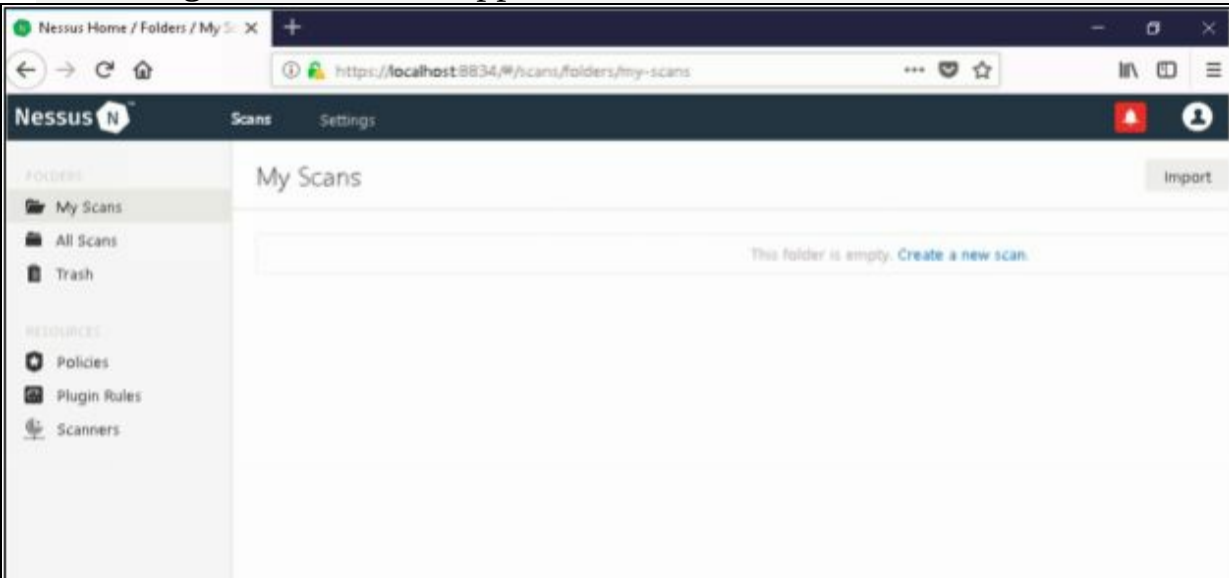 Nessus Home / Folders / My S
https://localhost:8834/#/scans/folders/my-scans
Nessus N
Scans
Settings
FOLDERS
My Scans
All Scans
Trash
RESOURCES
Policies
Plugin Rules
Scanners
My Scans
Import
This folder is empty. Create a new scan.